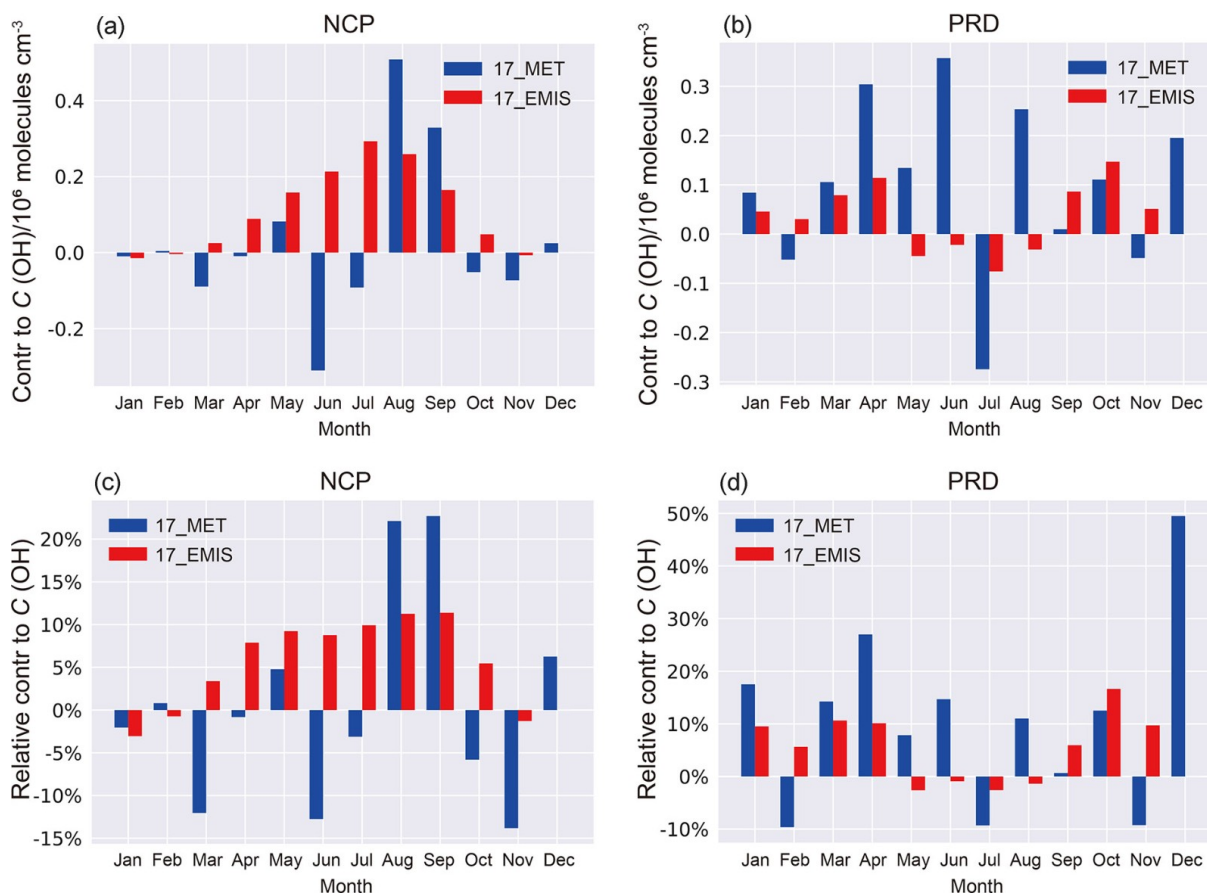 (a) NCP
Contr to C (OH)/10⁶ molecules cm⁻³
17_MET
17_EMIS
0.4
0.2
0.0
-0.2
Jan Feb Mar Apr May Jun Jul Aug Sep Oct Nov Dec
Month
(b) PRD
Contr to C (OH)/10⁶ molecules cm⁻³
17_MET
17_EMIS
0.3
0.2
0.1
0.0
-0.1
-0.2
-0.3
Jan Feb Mar Apr May Jun Jul Aug Sep Oct Nov Dec
Month
(c) NCP
Relative contr to C (OH)
17_MET
17_EMIS
20%
15%
10%
5%
0%
-5%
-10%
-15%
Jan Feb Mar Apr May Jun Jul Aug Sep Oct Nov Dec
Month
(d) PRD
Relative contr to C (OH)
17_MET
17_EMIS
50%
40%
30%
20%
10%
0%
-10%
Jan Feb Mar Apr May Jun Jul Aug Sep Oct Nov Dec
Month